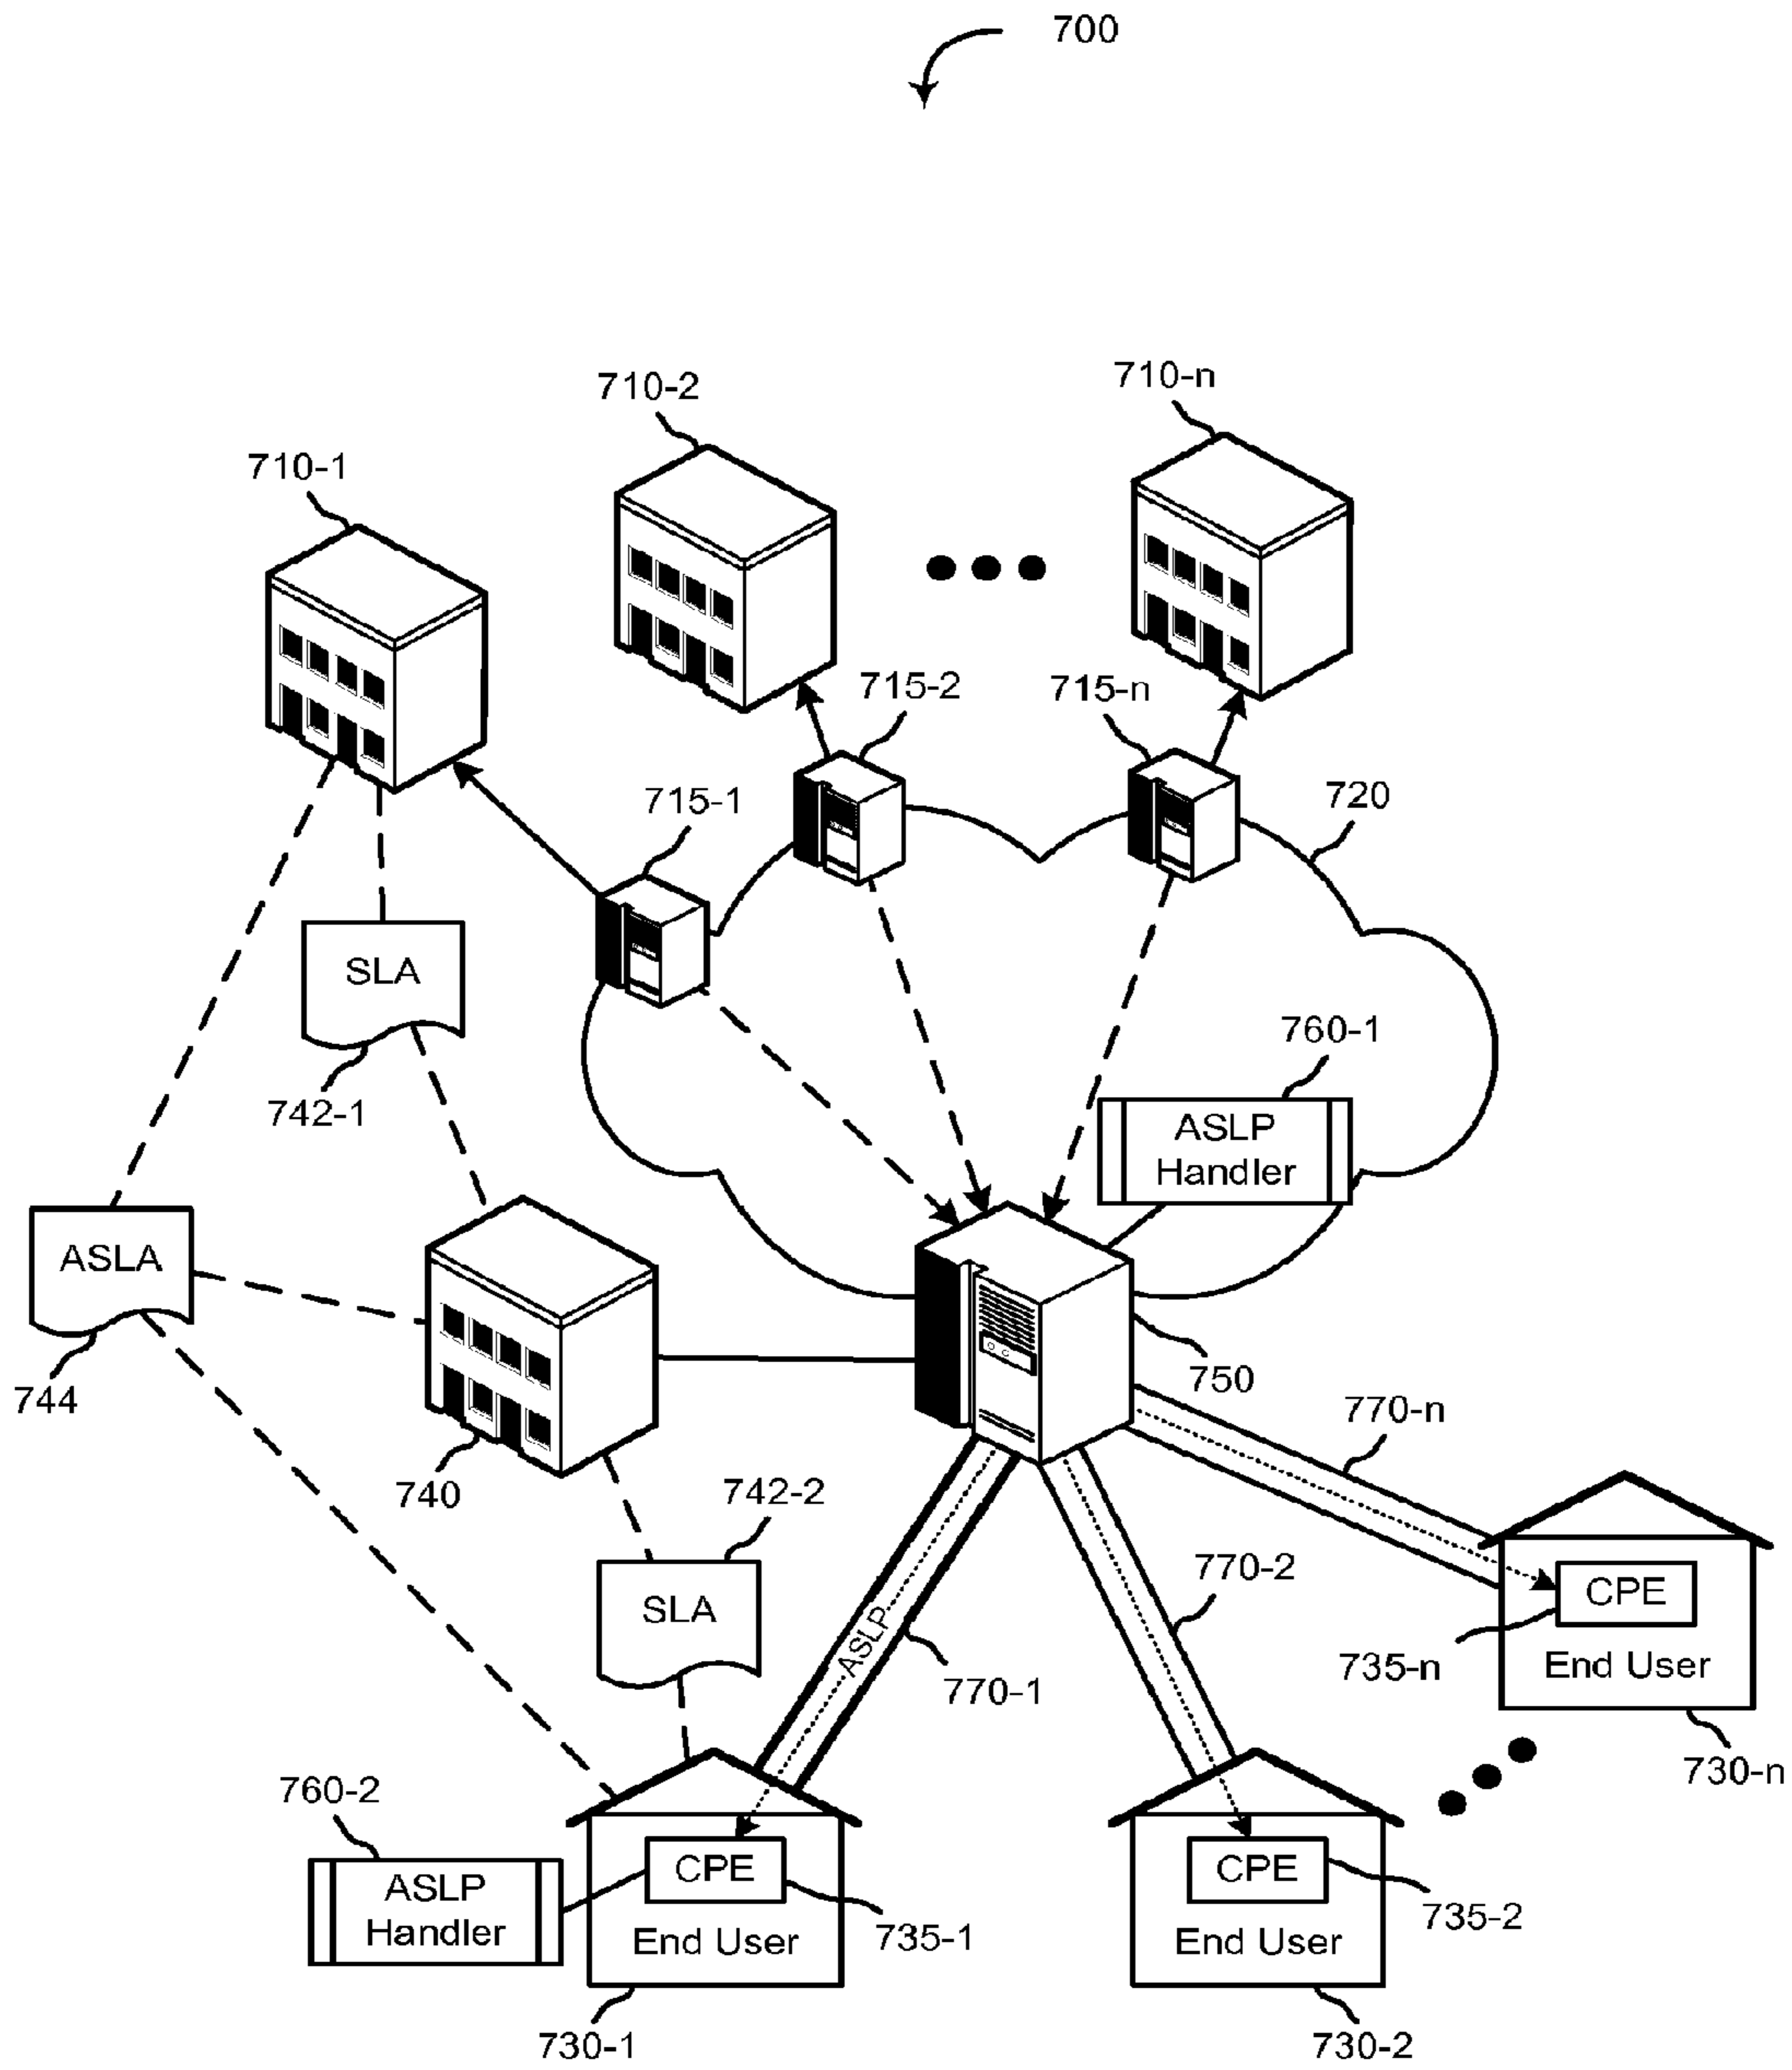 700
710-2
710-n
710-1
715-2
715-n
715-1
720
SLA
760-1
742-1
ASLP
Handler
ASLA
750
744
770-n
740
742-2
770-2
CPE
SLA
ASLP
735-n
End User
770-1
730-n
760-2
CPE
CPE
ASLP
Handler
735-1
735-2
End User
End User
730-1
730-2